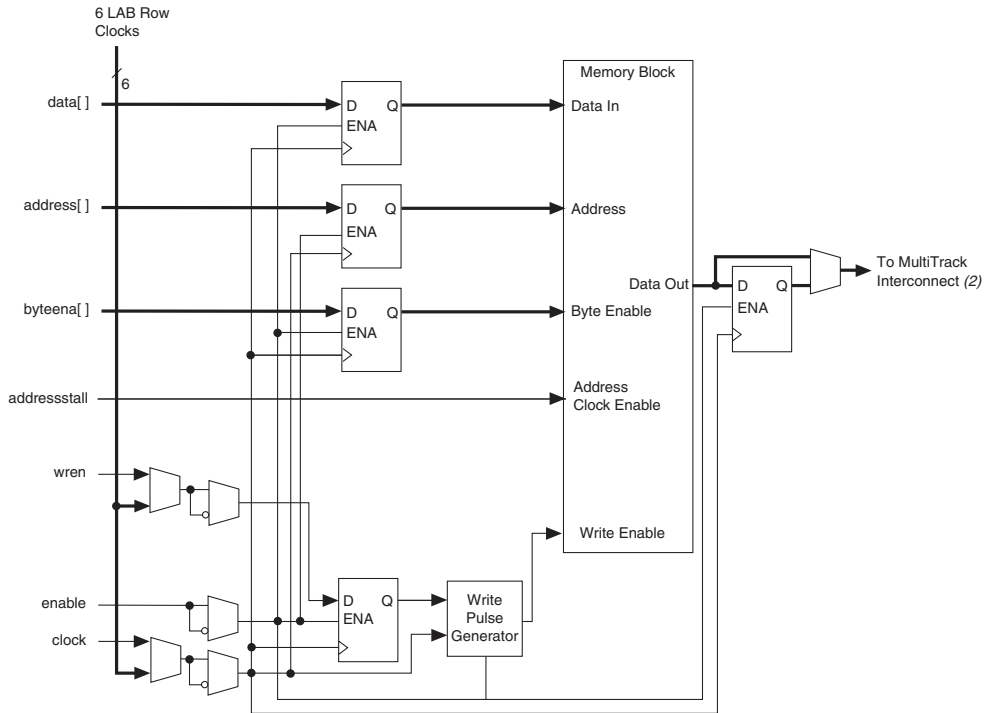 6 LAB Row
Clocks
6
Memory Block
data[ ]
D Q
ENA
Data In
address[ ]
D Q
ENA
Address
To MultiTrack
Interconnect (2)
Data Out
D Q
ENA
byteena[ ]
D Q
ENA
Byte Enable
addressstall
Address
Clock Enable
wren
Write Enable
enable
D Q
ENA
Write
Pulse
Generator
clock